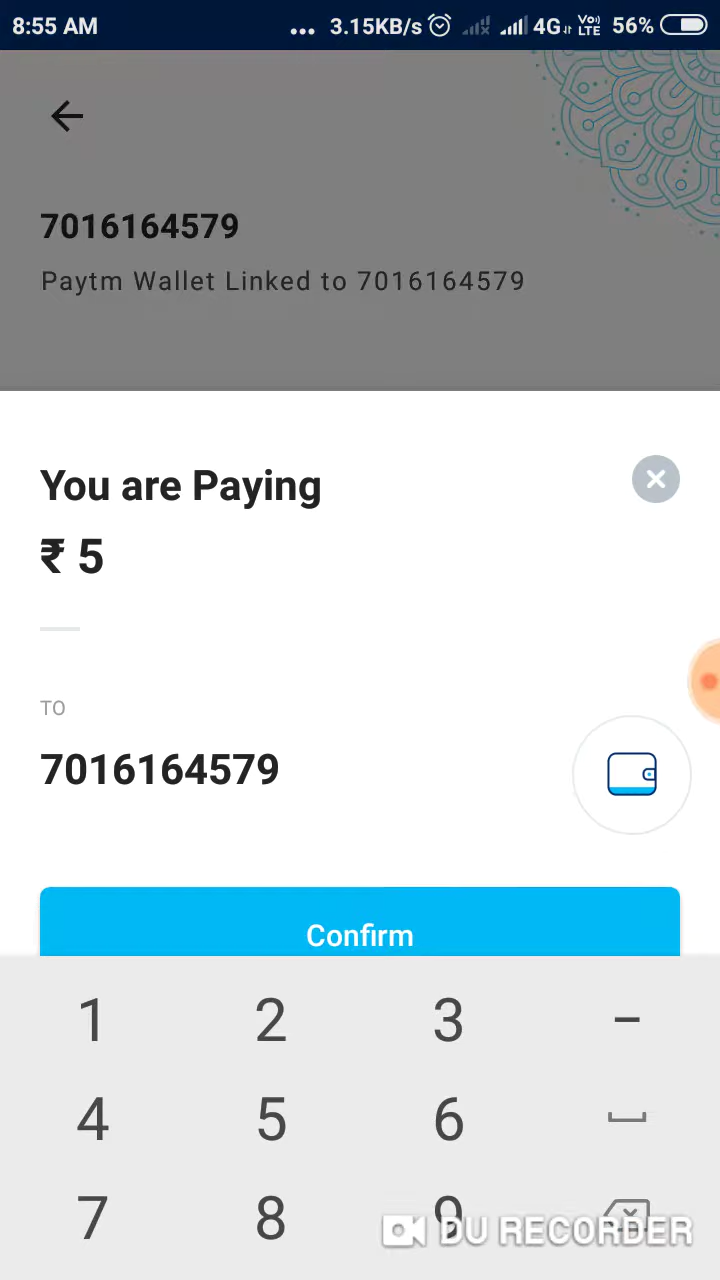 8:55 AM ... 3.15KB/s 4G VoLTE 56%
7016164579
Paytm Wallet Linked to 7016164579
You are Paying
₹ 5
TO
7016164579
Confirm
1 2 3 –
4 5 6
7 8 9
DU RECORDER